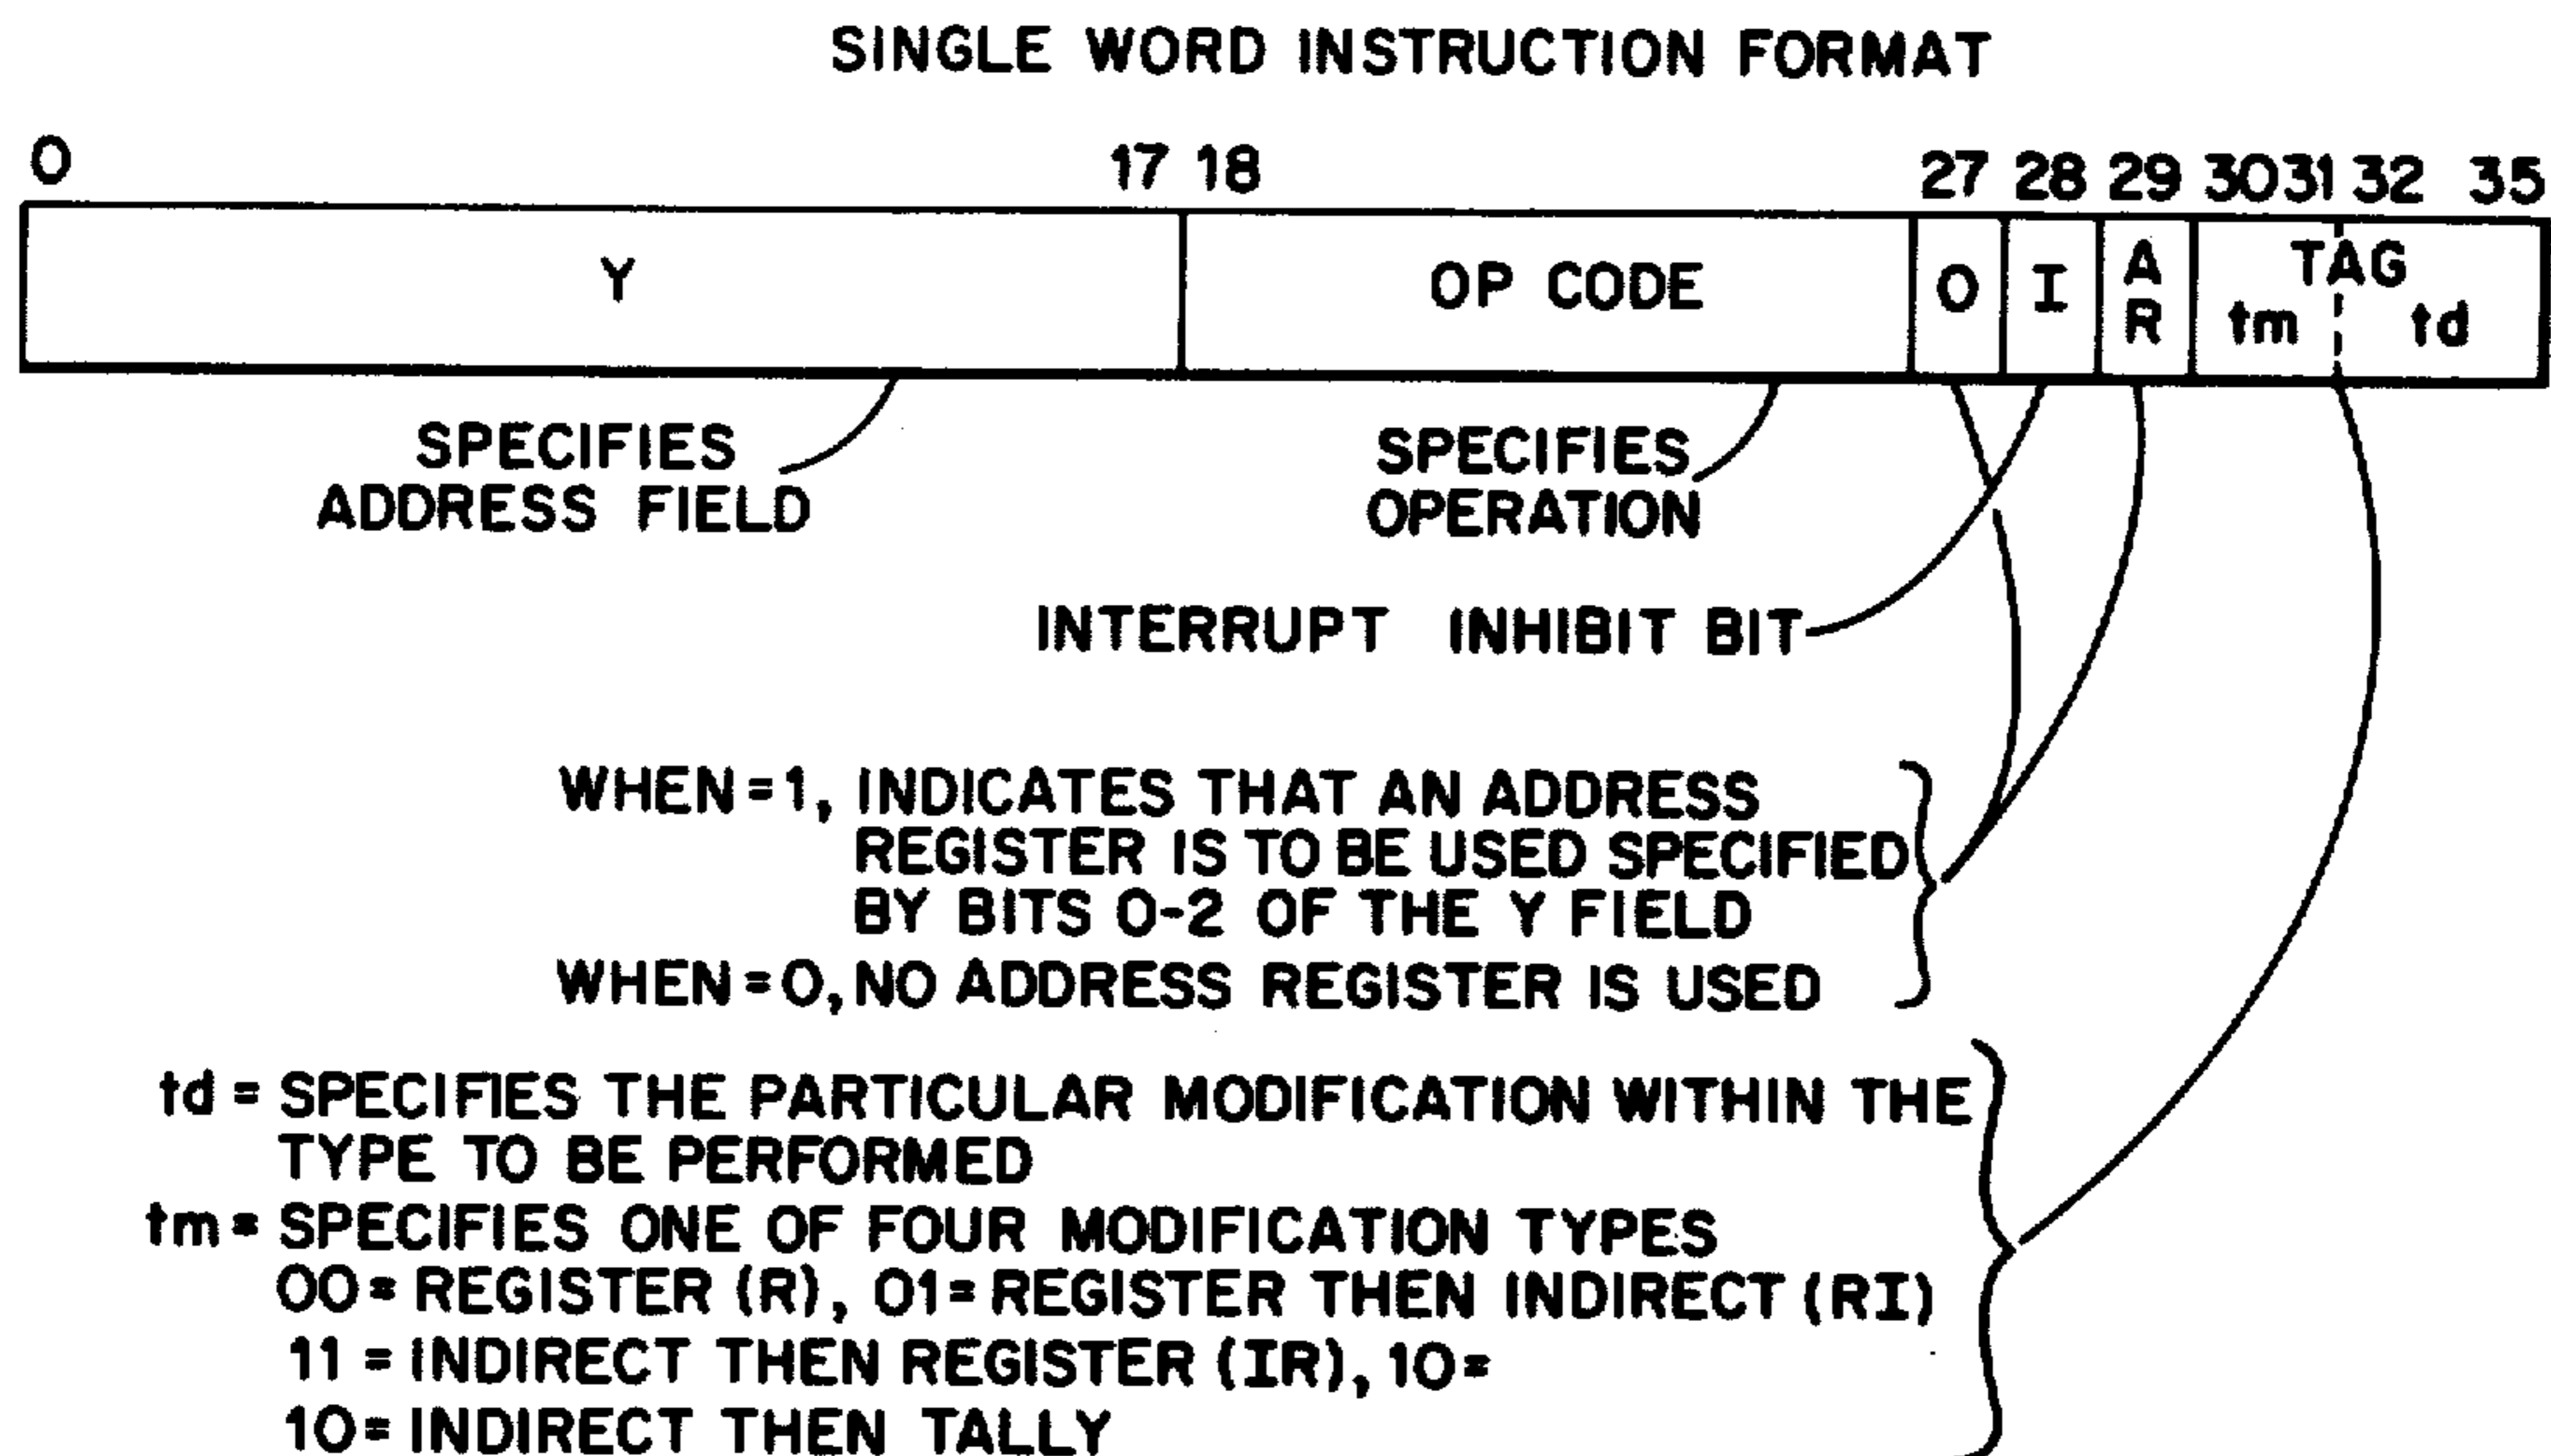 SINGLE WORD INSTRUCTION FORMAT
0 17 18 27 28 29 30 31 32 35
Y OP CODE 0 I A R TAG
tm td
SPECIFIES
ADDRESS FIELD
SPECIFIES
OPERATION
INTERRUPT INHIBIT BIT
WHEN=1, INDICATES THAT AN ADDRESS
REGISTER IS TO BE USED SPECIFIED
BY BITS 0-2 OF THE Y FIELD
WHEN=0, NO ADDRESS REGISTER IS USED
td = SPECIFIES THE PARTICULAR MODIFICATION WITHIN THE
TYPE TO BE PERFORMED
tm = SPECIFIES ONE OF FOUR MODIFICATION TYPES
00= REGISTER (R), 01= REGISTER THEN INDIRECT (RI)
11 = INDIRECT THEN REGISTER (IR), 10=
10= INDIRECT THEN TALLY